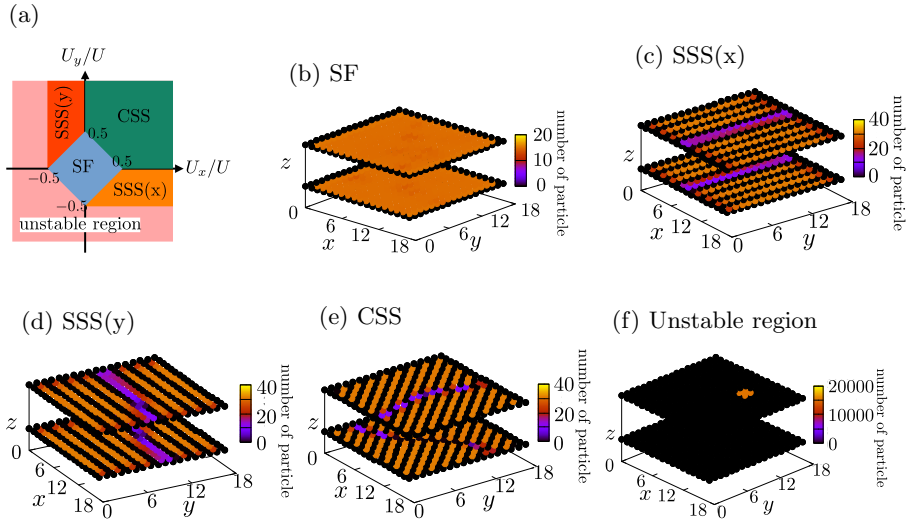 (a)
U_y/U
SSS(y)
CSS
0.5
SF
0.5
U_x/U
−0.5
SSS(x)
−0.5
unstable region
(b) SF
z
0
6
12
18
x
0
6
12
18
y
20
10
0
number of particle
(c) SSS(x)
z
0
6
12
18
x
0
6
12
18
y
40
20
0
number of particle
(d) SSS(y)
z
0
6
12
18
x
0
6
12
18
y
40
20
0
number of particle
(e) CSS
z
0
6
12
18
x
0
6
12
18
y
40
20
0
number of particle
(f) Unstable region
z
0
6
12
18
x
0
6
12
18
y
20000
10000
0
number of particle